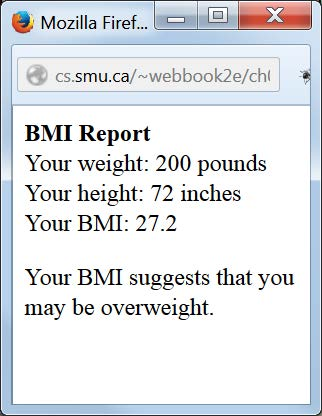 Mozilla Firef...
cs.smu.ca/~webbook2e/ch0
BMI Report
Your weight: 200 pounds
Your height: 72 inches
Your BMI: 27.2
Your BMI suggests that you
may be overweight.